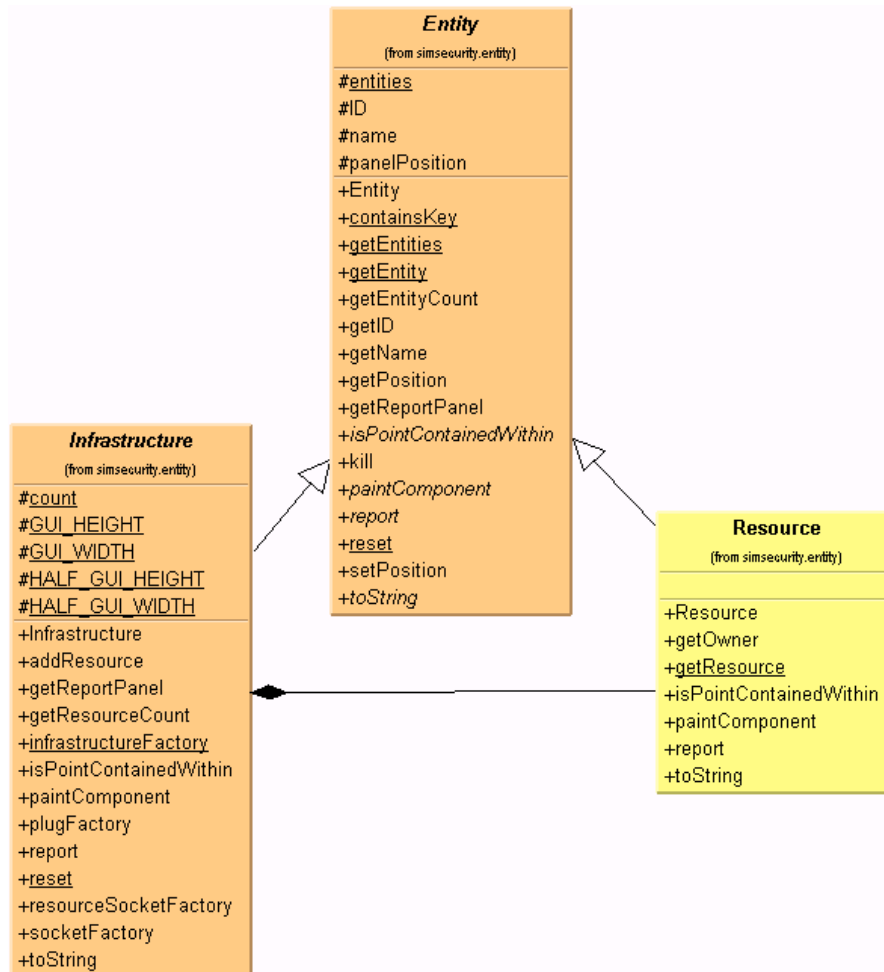 Entity
(from simsecurity.entity)
#entities
#ID
#name
#panelPosition
+Entity
+containsKey
+getEntities
+getEntity
+getEntityCount
+getID
+getName
+getPosition
+getReportPanel
+isPointContainedWithin
+kill
+paintComponent
+report
+reset
+setPosition
+toString
Infrastructure
(from simsecurity.entity)
#count
#GUI_HEIGHT
#GUI_WIDTH
#HALF_GUI_HEIGHT
#HALF_GUI_WIDTH
+Infrastructure
+addResource
+getReportPanel
+getResourceCount
+infrastructureFactory
+isPointContainedWithin
+paintComponent
+plugFactory
+report
+reset
+resourceSocketFactory
+socketFactory
+toString
Resource
(from simsecurity.entity)
+Resource
+getOwner
+getResource
+isPointContainedWithin
+paintComponent
+report
+toString